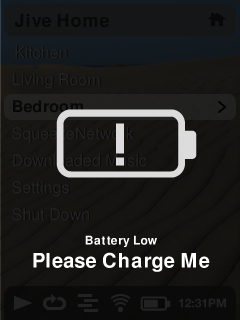 Jive Home
Kitchen
Living Room
Bedroom
SqueezeNetwork
Downloaded Music
Settings
Shut Down
!
Battery Low
Please Charge Me
12:31PM